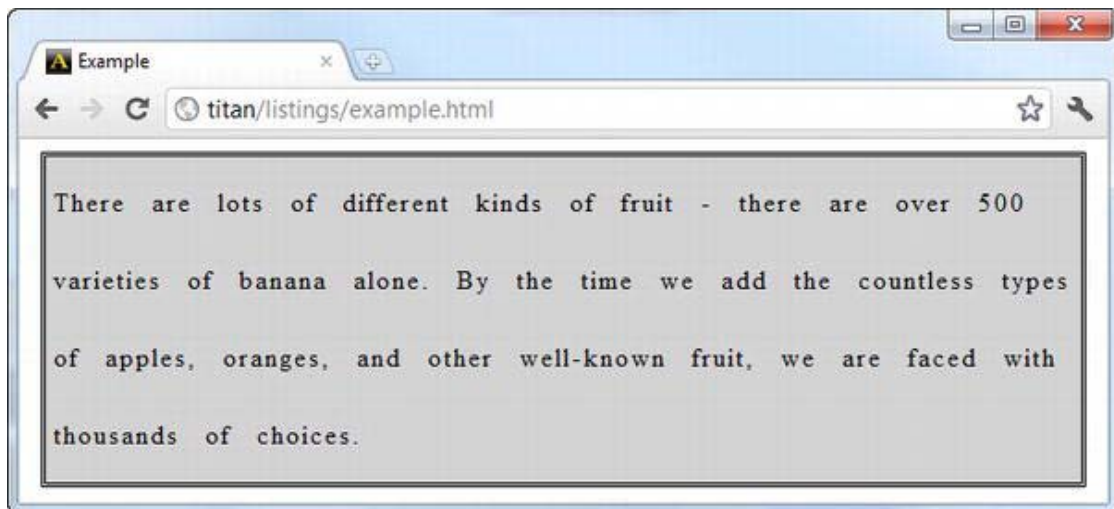 Example
titan/listings/example.html
There are lots of different kinds of fruit - there are over 500
varieties of banana alone. By the time we add the countless types
of apples, oranges, and other well-known fruit, we are faced with
thousands of choices.